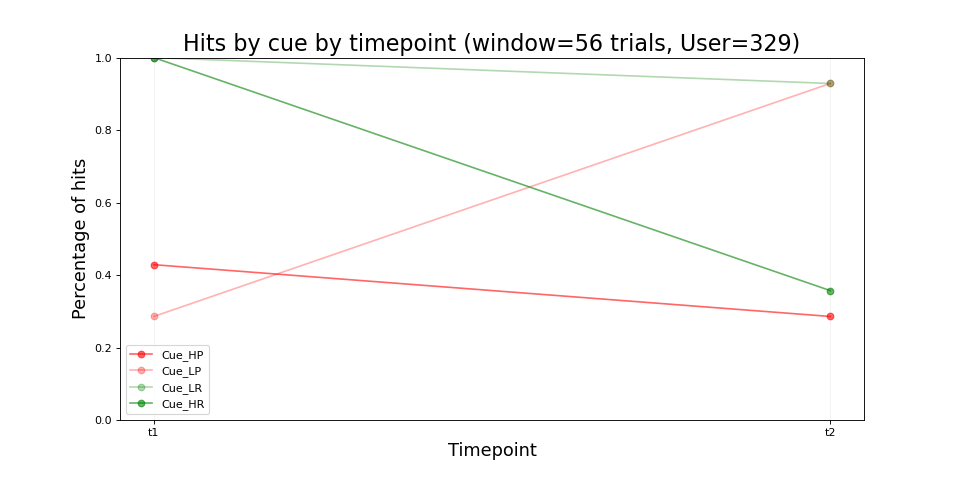 Hits by cue by timepoint (window=56 trials, User=329)
Percentage of hits
1.0
0.8
0.6
0.4
0.2
0.0
Cue_HP
Cue_LP
Cue_LR
Cue_HR
t1
t2
Timepoint